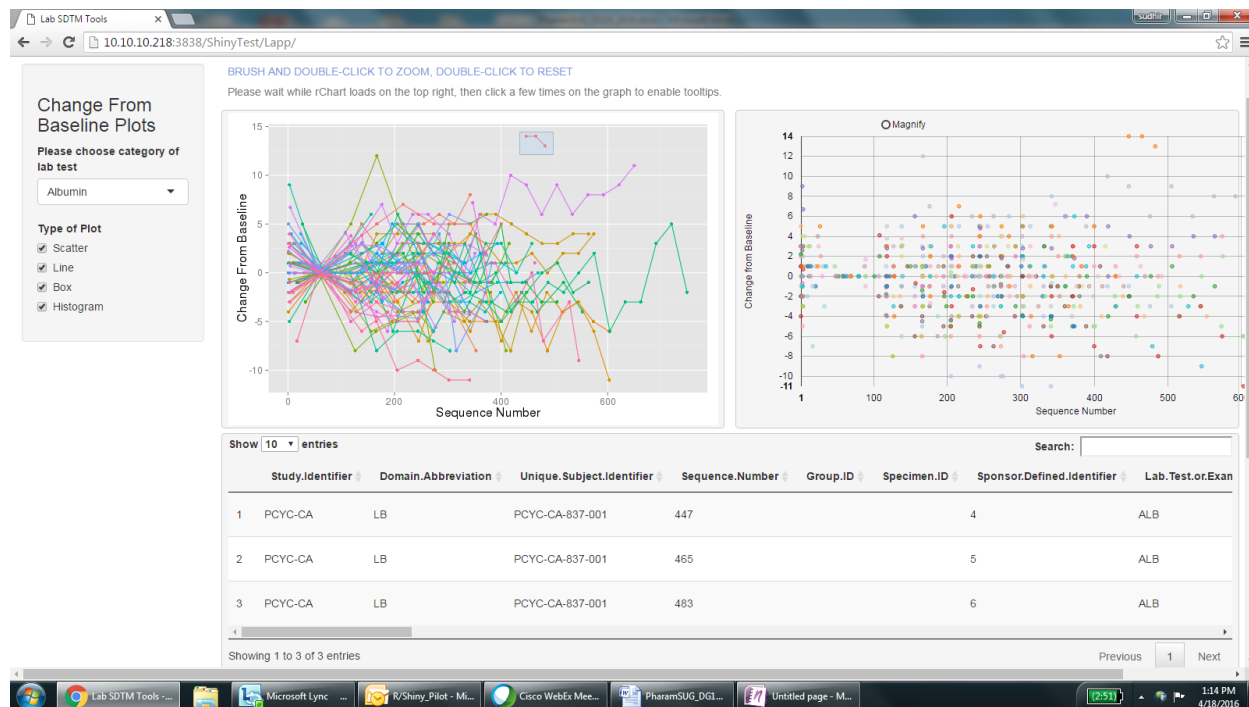 Lab SDTM Tools
sudhir
10.10.10.218:3838/ShinyTest/Lapp/
Change From
Baseline Plots
Please choose category of
lab test
Albumin
Type of Plot
Scatter
Line
Box
Histogram
BRUSH AND DOUBLE-CLICK TO ZOOM, DOUBLE-CLICK TO RESET
Please wait while rChart loads on the top right, then click a few times on the graph to enable tooltips.
Change From Baseline
15
10
5
0
-5
-10
0 200 400 600
Sequence Number
Magnify
Change from Baseline
14
12
10
8
6
4
2
0
-2
-4
-6
-8
-10
-11
1 100 200 300 400 500 60
Sequence Number
Show 10 entries
Search:
Study.Identifier Domain.Abbreviation Unique.Subject.Identifier Sequence.Number Group.ID Specimen.ID Sponsor.Defined.Identifier Lab.Test.or.Exan
1 PCYC-CA LB PCYC-CA-837-001 447 4 ALB
2 PCYC-CA LB PCYC-CA-837-001 465 5 ALB
3 PCYC-CA LB PCYC-CA-837-001 483 6 ALB
Showing 1 to 3 of 3 entries
Previous 1 Next
Lab SDTM Tools -... Microsoft Lync ... R/Shiny_Pilot - Mi... Cisco WebEx Mee... PharamSUG_DG1... Untitled page - M... (2:51) 1:14 PM
4/18/2016